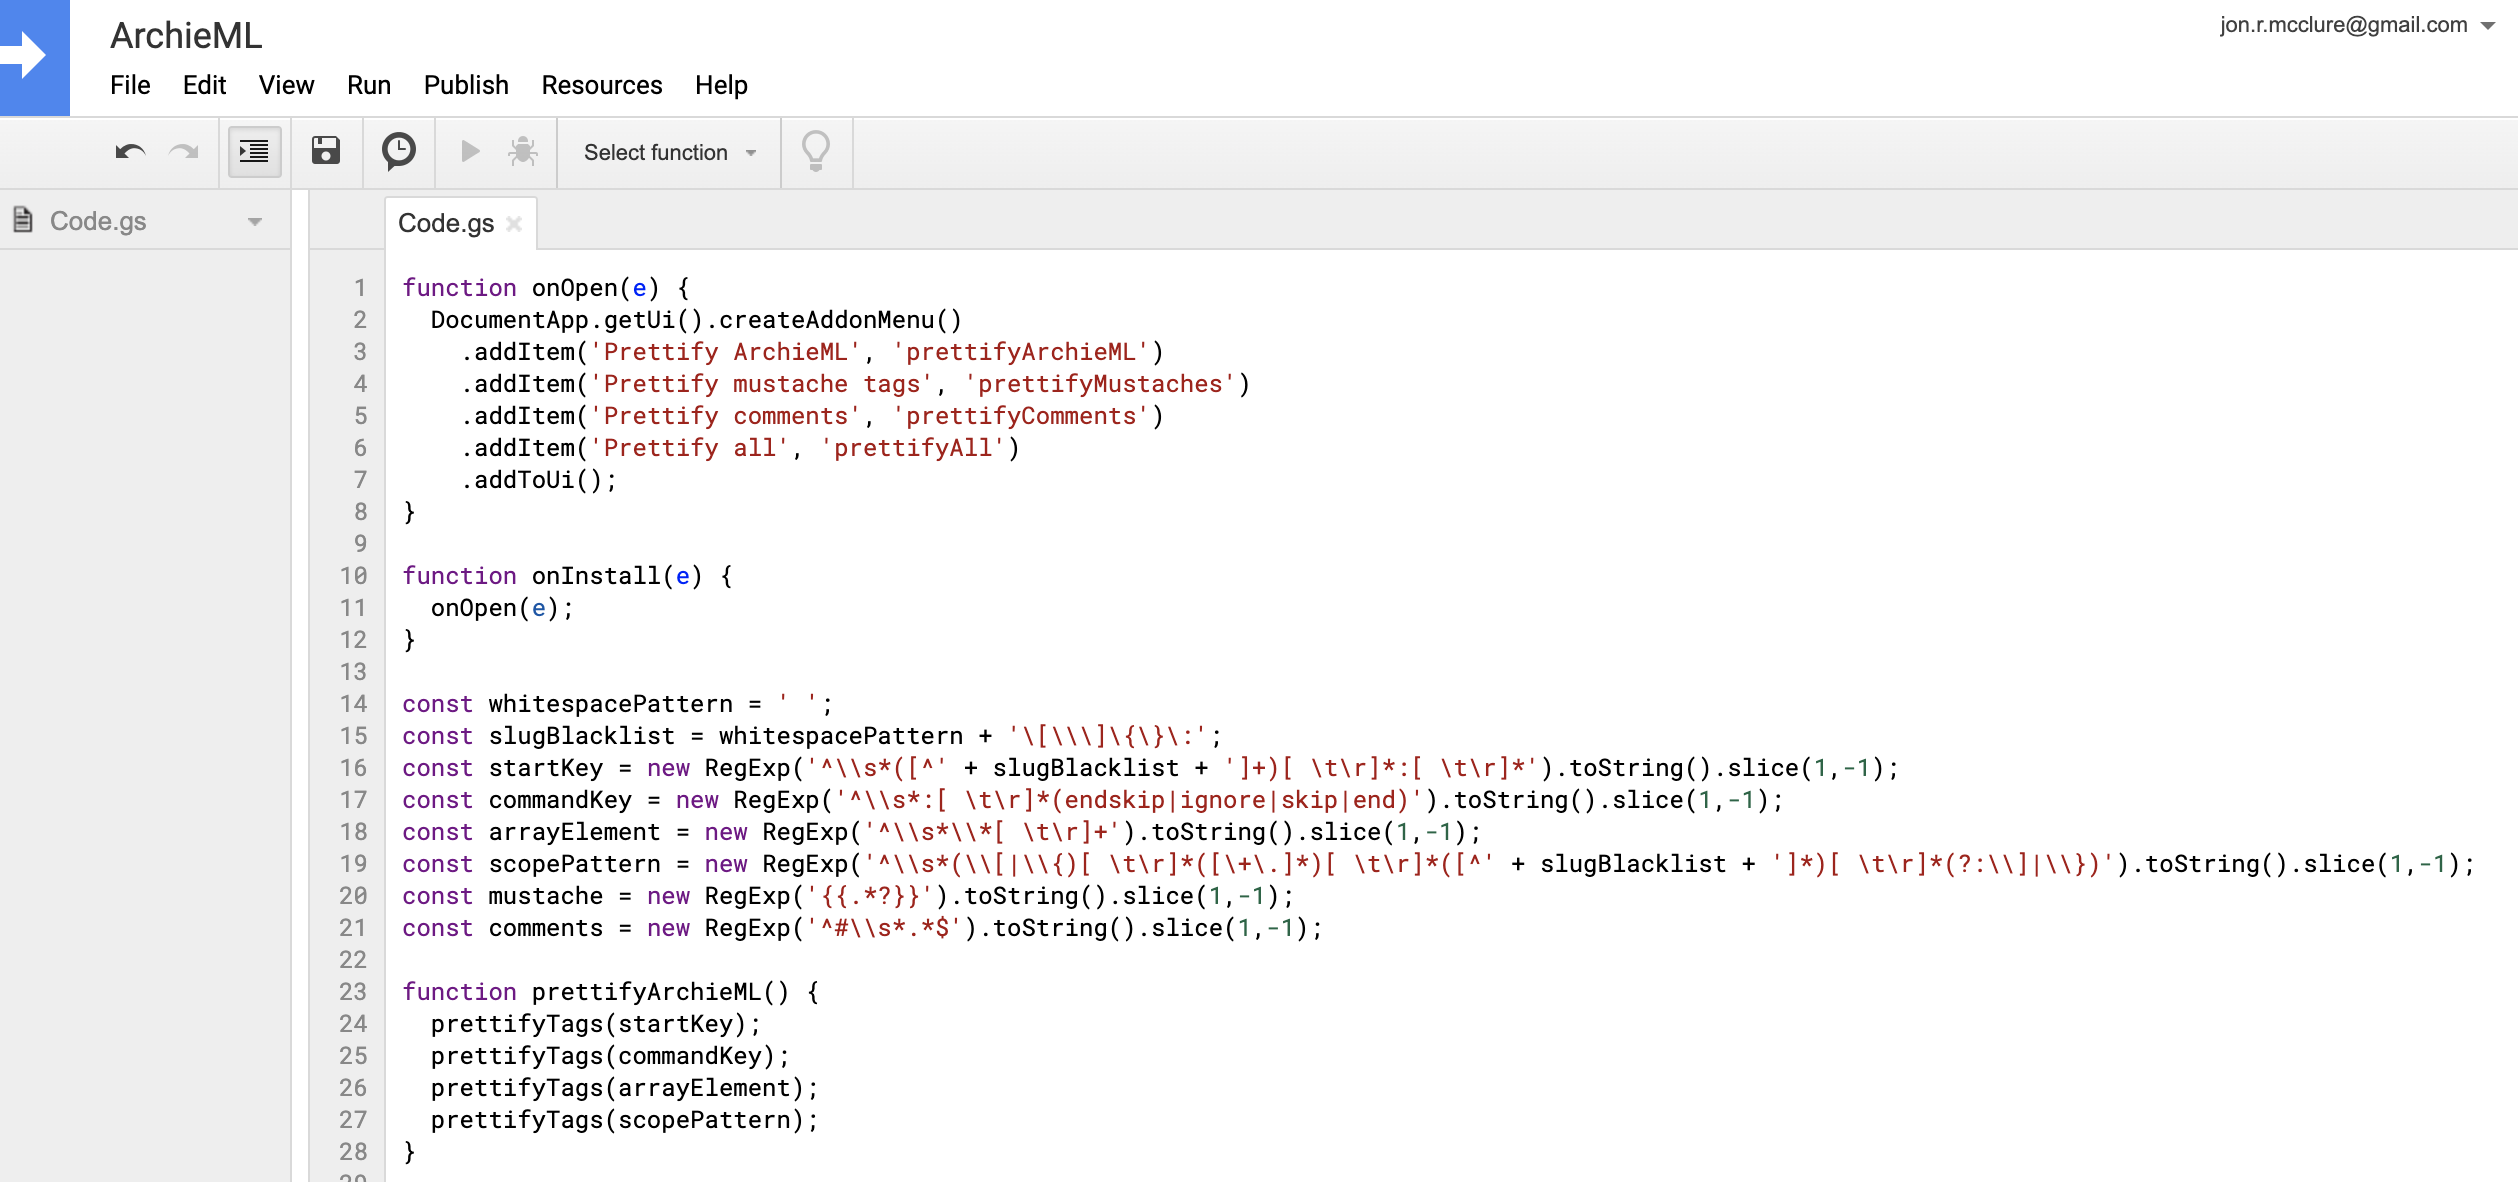 ArchieML
jon.r.mcclure@gmail.com
File Edit View Run Publish Resources Help
Select function
Code.gs
Code.gs
1 function onOpen(e) {
2   DocumentApp.getUi().createAddonMenu()
3     .addItem('Prettify ArchieML', 'prettifyArchieML')
4     .addItem('Prettify mustache tags', 'prettifyMustaches')
5     .addItem('Prettify comments', 'prettifyComments')
6     .addItem('Prettify all', 'prettifyAll')
7     .addToUi();
8 }
9
10 function onInstall(e) {
11   onOpen(e);
12 }
13
14 const whitespacePattern = ' ';
15 const slugBlacklist = whitespacePattern + '\[\\\]\{\}\:';
16 const startKey = new RegExp('^\\s*([^' + slugBlacklist + ']+)[ \t\r]*:[ \t\r]*').toString().slice(1,-1);
17 const commandKey = new RegExp('^\\s*:[ \t\r]*(endskip|ignore|skip|end)').toString().slice(1,-1);
18 const arrayElement = new RegExp('^\\s*\\*[ \t\r]+').toString().slice(1,-1);
19 const scopePattern = new RegExp('^\\s*(\\[|\\{)[ \t\r]*([\+\.]*)[ \t\r]*([^' + slugBlacklist + ']*)[ \t\r]*(?:\\]|\\})').toString().slice(1,-1);
20 const mustache = new RegExp('{{.*?}}').toString().slice(1,-1);
21 const comments = new RegExp('^#\\s*.*$').toString().slice(1,-1);
22
23 function prettifyArchieML() {
24   prettifyTags(startKey);
25   prettifyTags(commandKey);
26   prettifyTags(arrayElement);
27   prettifyTags(scopePattern);
28 }
29